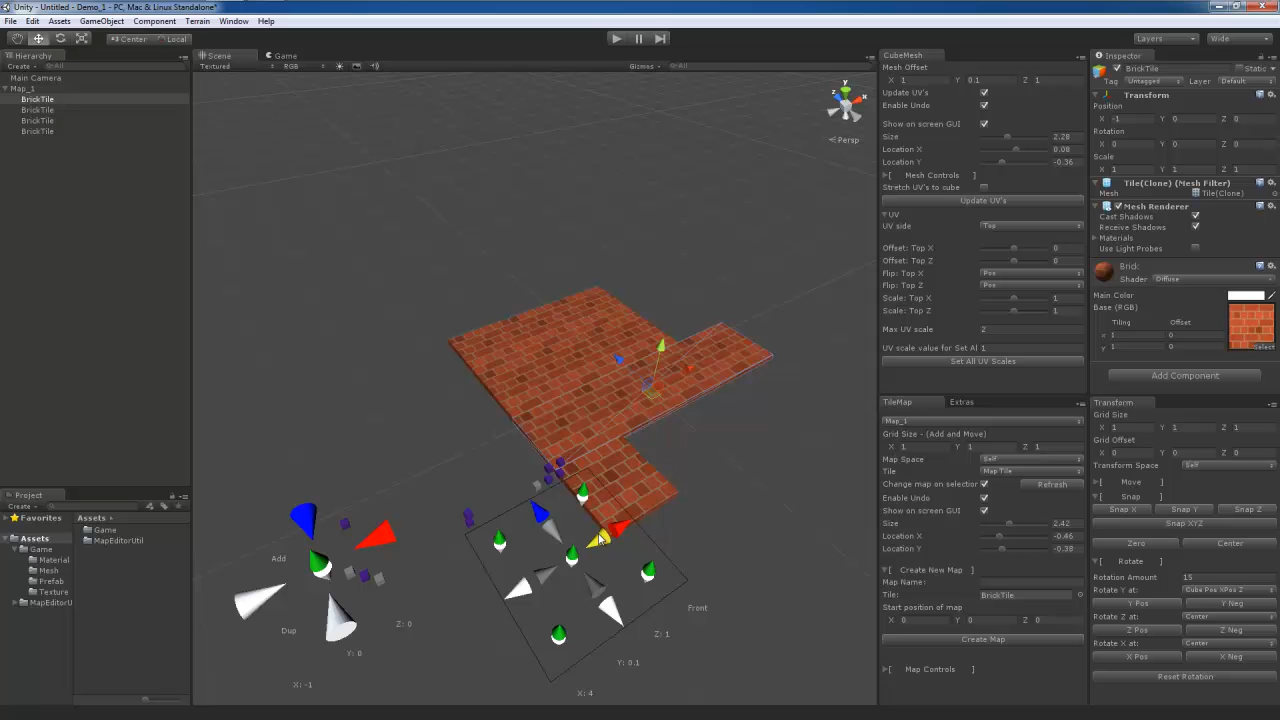 Unity - Untitled - Demo_1 - PC, Mac & Linux Standalone*
File Edit Assets GameObject Component Terrain Window Help
Center Local
Layers Wide
Hierarchy
Create All
Main Camera
Map_1
BrickTile
BrickTile
BrickTile
BrickTile
Scene Game
Textured RGB Gizmos All
y
z
x
Persp
Add
Dup
Z: 0
Y: 0
X: -1
Front
Z: 1
Y: 0.1
X: 4
Project
Create
Favorites
Assets
Game
Material
Mesh
Prefab
Texture
MapEditorU
Assets
Game
MapEditorUtil
CubeMesh
Mesh Offset
X 1 Y 0.1 Z 1
Update UV's
Enable Undo
Show on screen GUI
Size 2.28
Location X 0.08
Location Y -0.36
[ Mesh Controls ]
Stretch UV's to cube
Update UV's
UV
UV side Top
Offset: Top X 0
Offset: Top Z 0
Flip: Top X Pos
Flip: Top Z Pos
Scale: Top X 1
Scale: Top Z 1
Max UV scale 2
UV scale value for Set Al 1
Set All UV Scales
TileMap Extras
Map_1
Grid Size - (Add and Move)
X 1 Y 1 Z 1
Map Space Self
Tile Map Tile
Change map on selection Refresh
Enable Undo
Show on screen GUI
Size 2.42
Location X -0.46
Location Y -0.38
[ Create New Map ]
Map Name:
Tile: BrickTile
Start position of map
X 0 Y 0 Z 0
Create Map
[ Map Controls ]
Inspector
BrickTile Static
Tag Untagged Layer Default
Transform
Position
X -1 Y 0 Z 0
Rotation
X 0 Y 0 Z 0
Scale
X 1 Y 1 Z 1
Tile(Clone) (Mesh Filter)
Mesh Tile(Clone)
Mesh Renderer
Cast Shadows
Receive Shadows
Materials
Use Light Probes
Brick
Shader Diffuse
Main Color
Base (RGB)
Tiling Offset
x 1 0
y 1 0
Select
Add Component
Transform
Grid Size
X 1 Y 1 Z 1
Grid Offset
X 0 Y 0 Z 0
Transform Space Self
[ Move ]
[ Snap ]
Snap X Snap Y Snap Z
Snap XYZ
Zero Center
[ Rotate ]
Rotation Amount 15
Rotate Y at: Cube Pos XPos Z
Y Pos Y Neg
Rotate Z at: Center
Z Pos Z Neg
Rotate X at: Center
X Pos X Neg
Reset Rotation